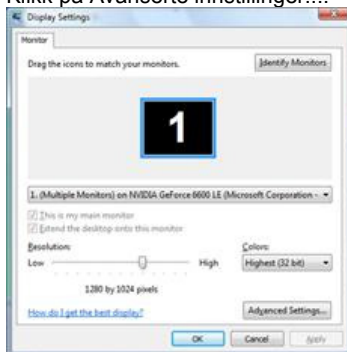 Klikk på Avanserte innstillinger....
Display Settings
Monitor
Drag the icons to match your monitors.
Identify Monitors
1
1. (Multiple Monitors) on NVIDIA GeForce 6600 LE (Microsoft Corporation -
This is my main monitor
Extend the desktop onto this monitor
Resolution:
Colors:
Low
High
Highest (32 bit)
1280 by 1024 pixels
How do I get the best display?
Advanced Settings...
OK
Cancel
Apply